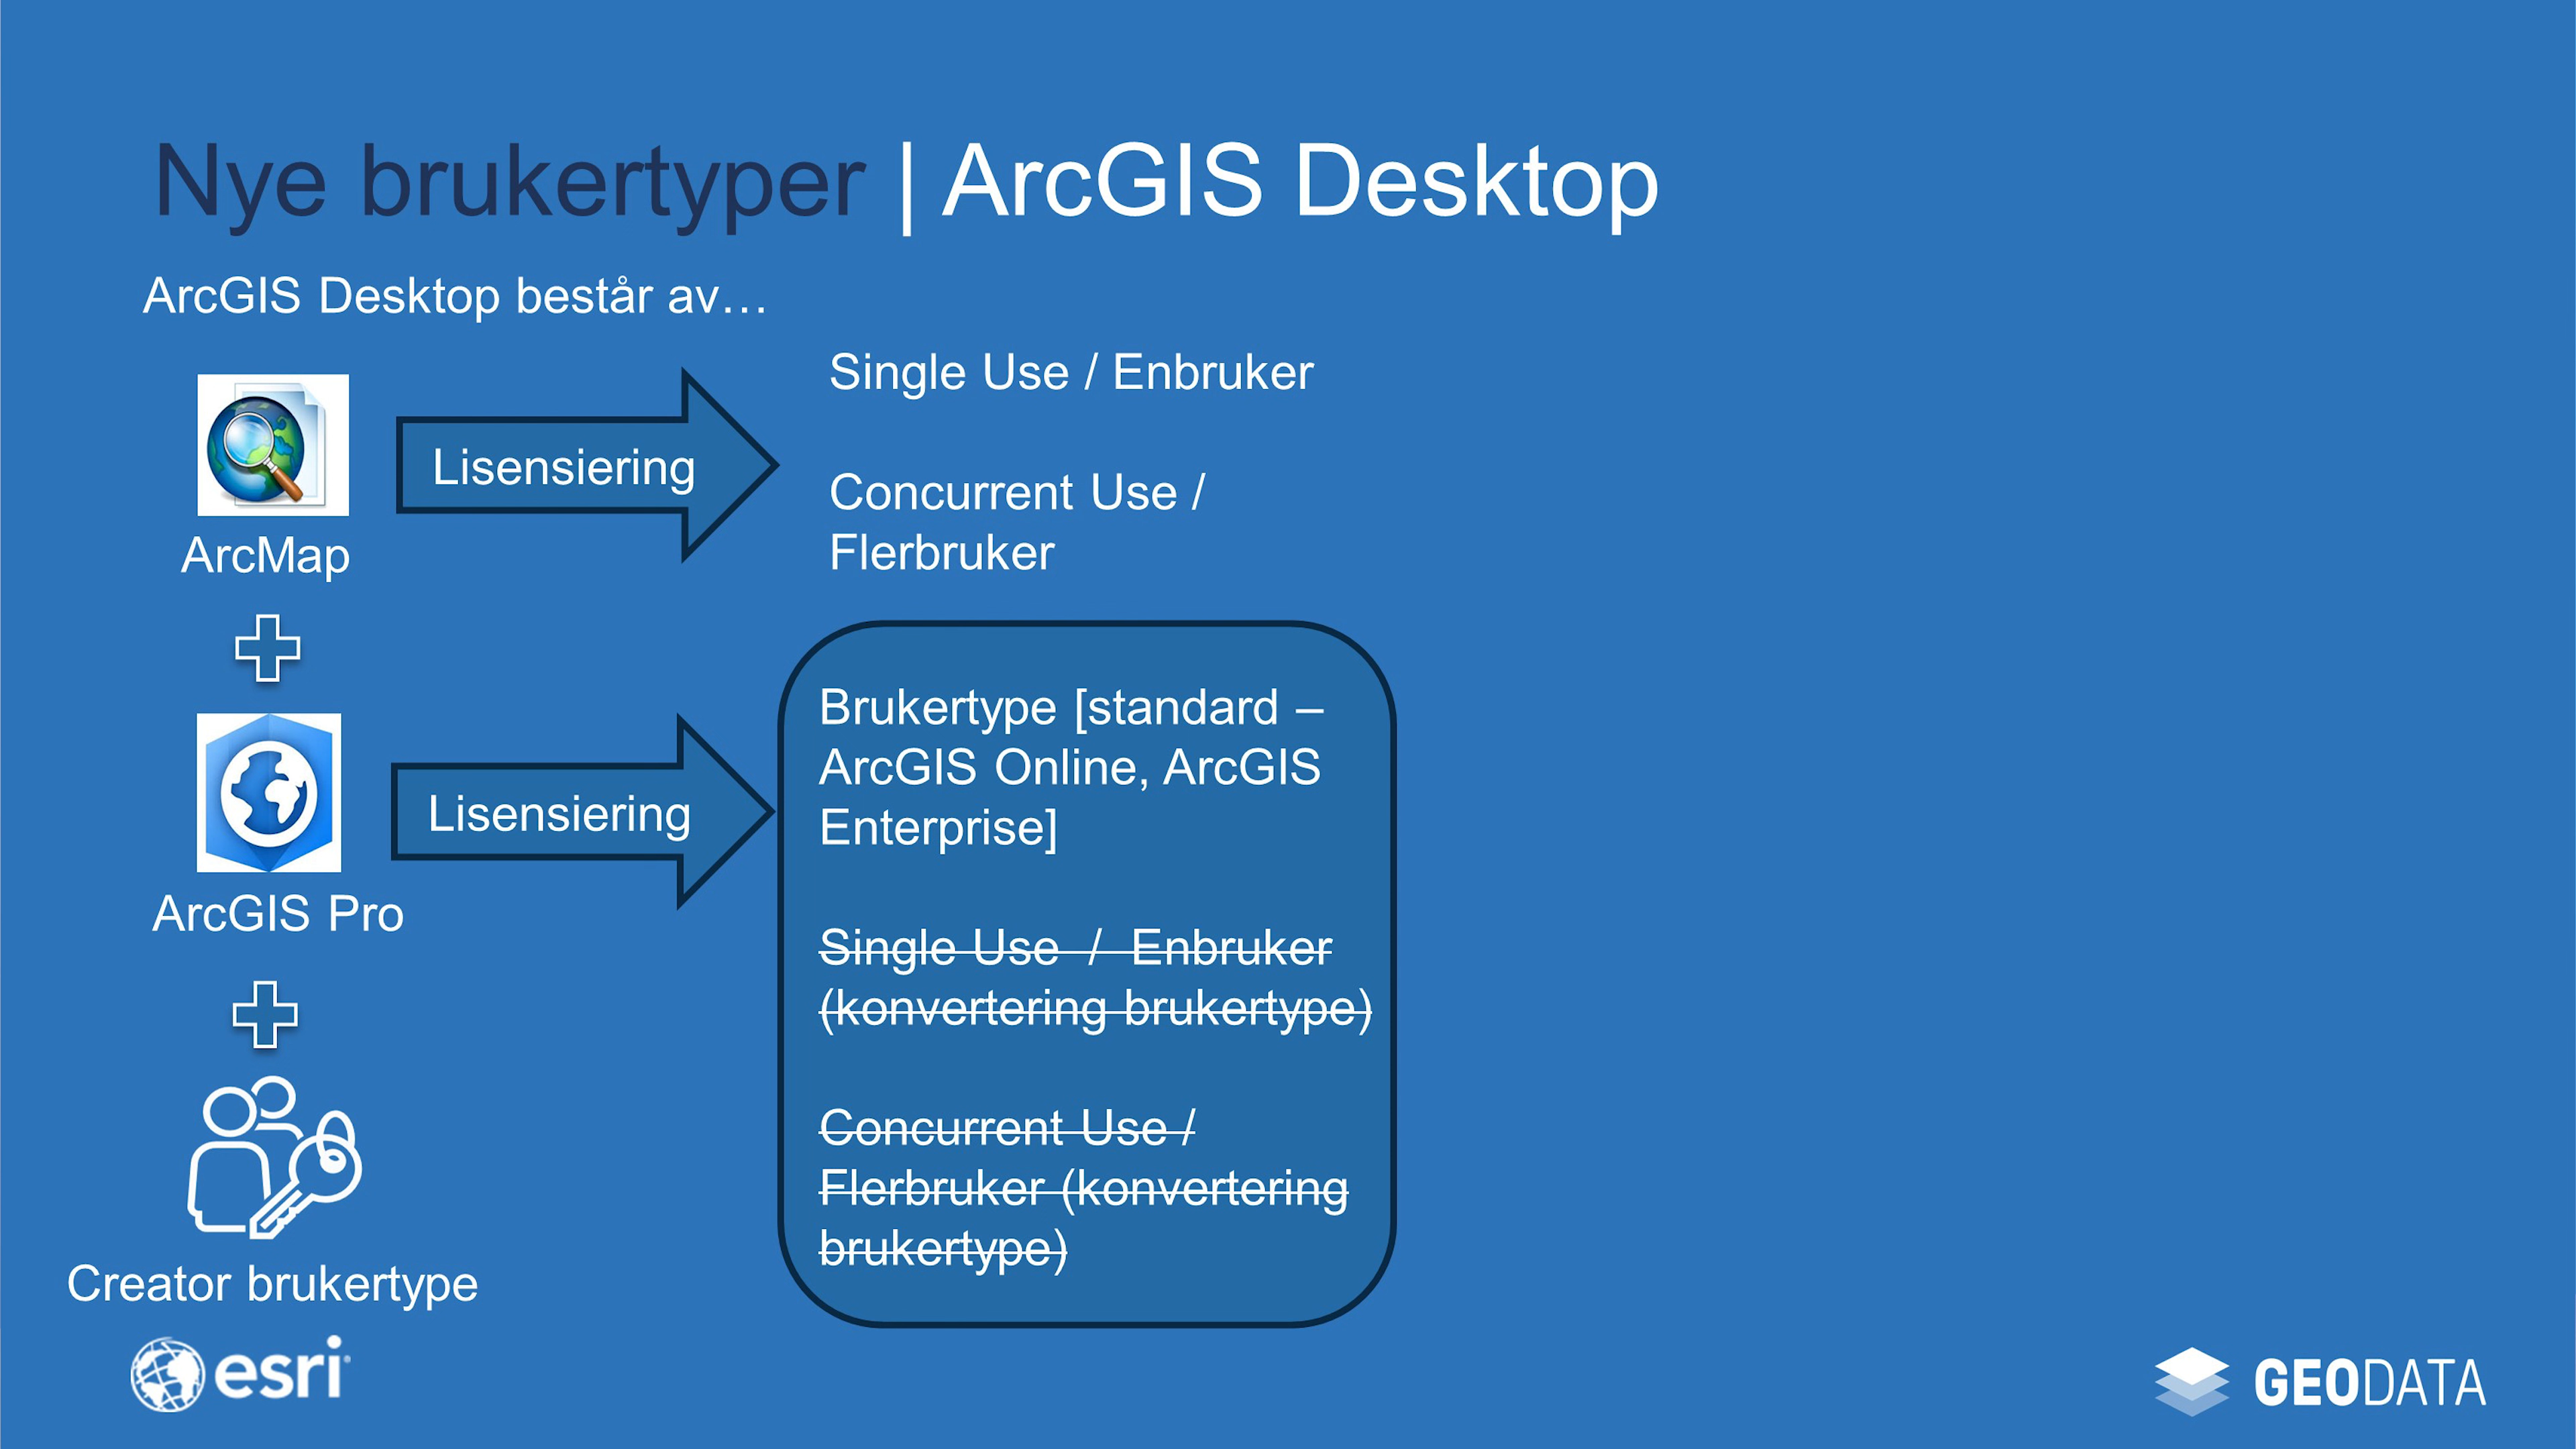 Nye brukertyper | ArcGIS Desktop
ArcGIS Desktop består av…
Single Use / Enbruker
Lisensiering
Concurrent Use /
Flerbruker
ArcMap
Brukertype [standard –
ArcGIS Online, ArcGIS
Enterprise]
Lisensiering
ArcGIS Pro
Single Use / Enbruker
(konvertering brukertype)
Concurrent Use /
Flerbruker (konvertering
brukertype)
Creator brukertype
esri
GEODATA